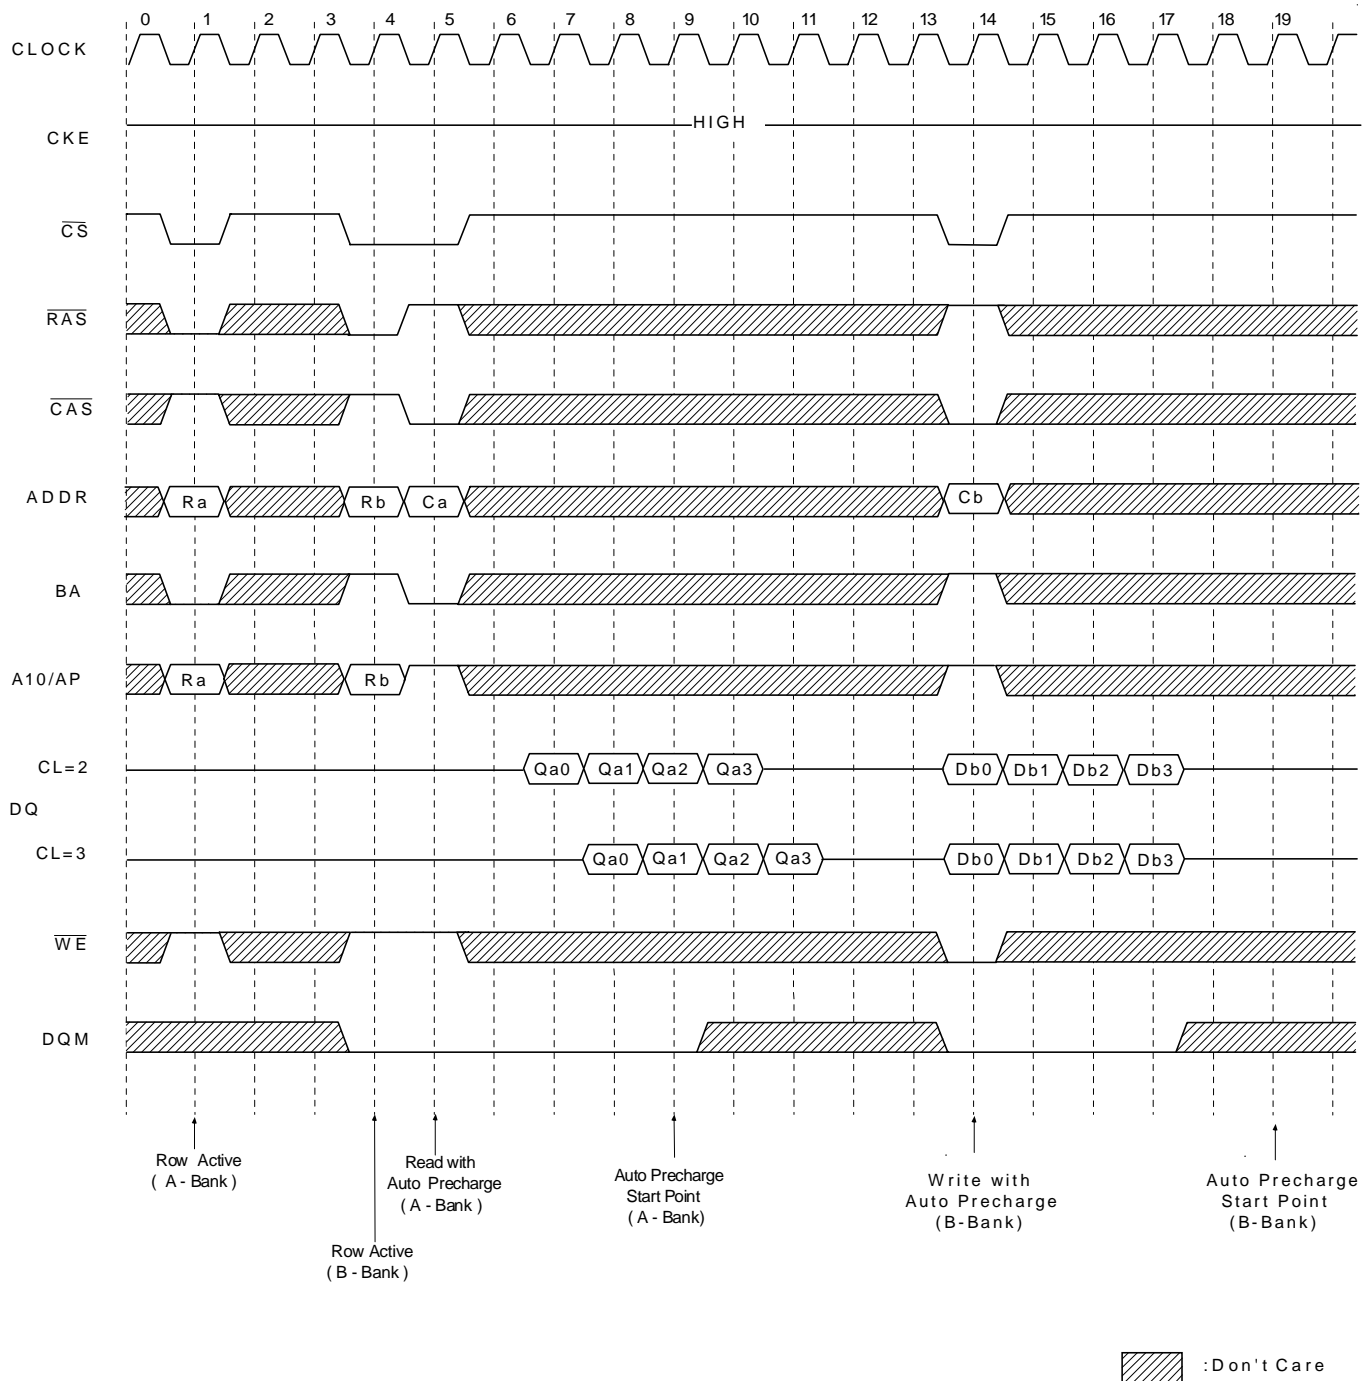 0 1 2 3 4 5 6 7 8 9 10 11 12 13 14 15 16 17 18 19
CLOCK
HIGH
CKE
CS
RAS
CAS
ADDR Ra Rb Ca Cb
BA
A10/AP Ra Rb
CL=2 Qa0 Qa1 Qa2 Qa3 Db0 Db1 Db2 Db3
DQ
CL=3 Qa0 Qa1 Qa2 Qa3 Db0 Db1 Db2 Db3
WE
DQM
Row Active
( A - Bank )
Row Active
( B - Bank )
Read with
Auto Precharge
( A - Bank )
Auto Precharge
Start Point
( A - Bank)
Write with
Auto Precharge
(B-Bank)
Auto Precharge
Start Point
(B-Bank)
:Don't Care